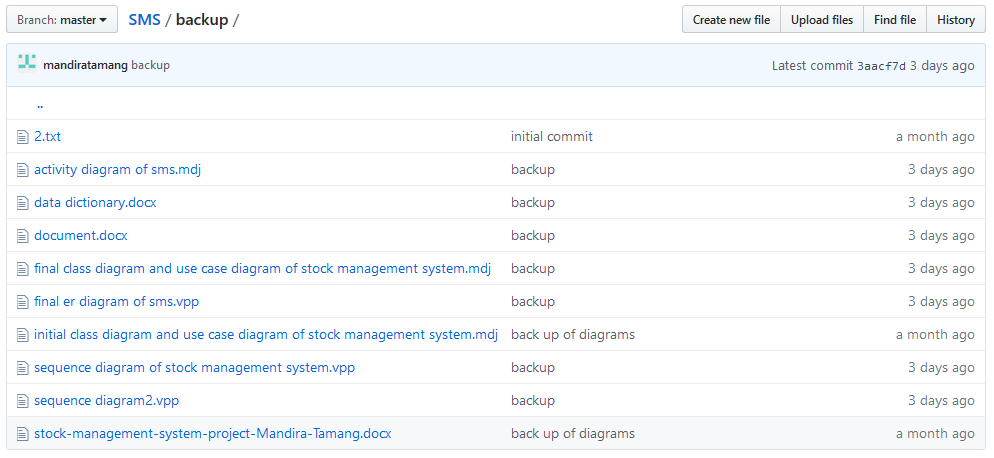 Branch: master SMS / backup / Create new file Upload files Find file History
mandiratamang backup Latest commit 3aacf7d 3 days ago
..
2.txt initial commit a month ago
activity diagram of sms.mdj backup 3 days ago
data dictionary.docx backup 3 days ago
document.docx backup 3 days ago
final class diagram and use case diagram of stock management system.mdj backup 3 days ago
final er diagram of sms.vpp backup 3 days ago
initial class diagram and use case diagram of stock management system.mdj back up of diagrams a month ago
sequence diagram of stock management system.vpp backup 3 days ago
sequence diagram2.vpp backup 3 days ago
stock-management-system-project-Mandira-Tamang.docx back up of diagrams a month ago